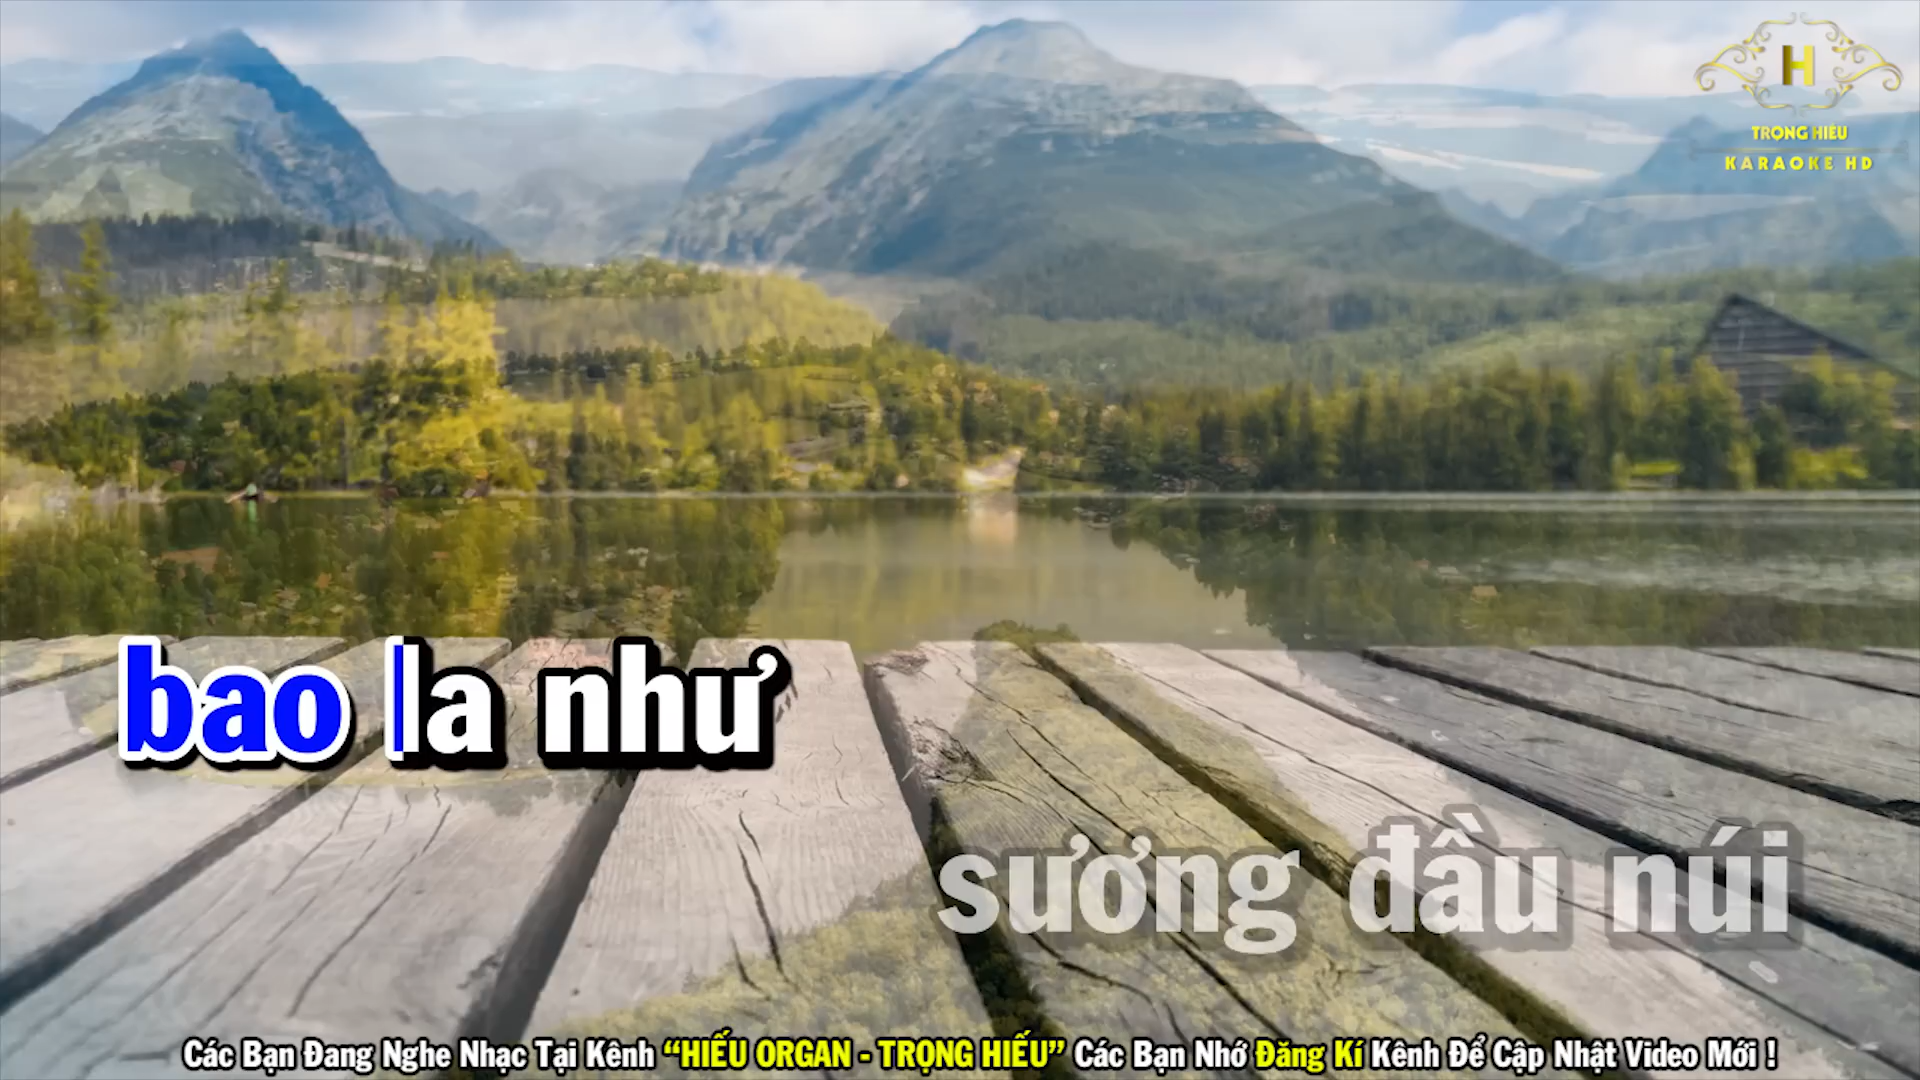 H
TRỌNG HIẾU
KARAOKE HD
bao la như
sương đầu núi
Các Bạn Đang Nghe Nhạc Tại Kênh “HIẾU ORGAN - TRỌNG HIẾU” Các Bạn Nhớ Đăng Kí Kênh Để Cập Nhật Video Mới !